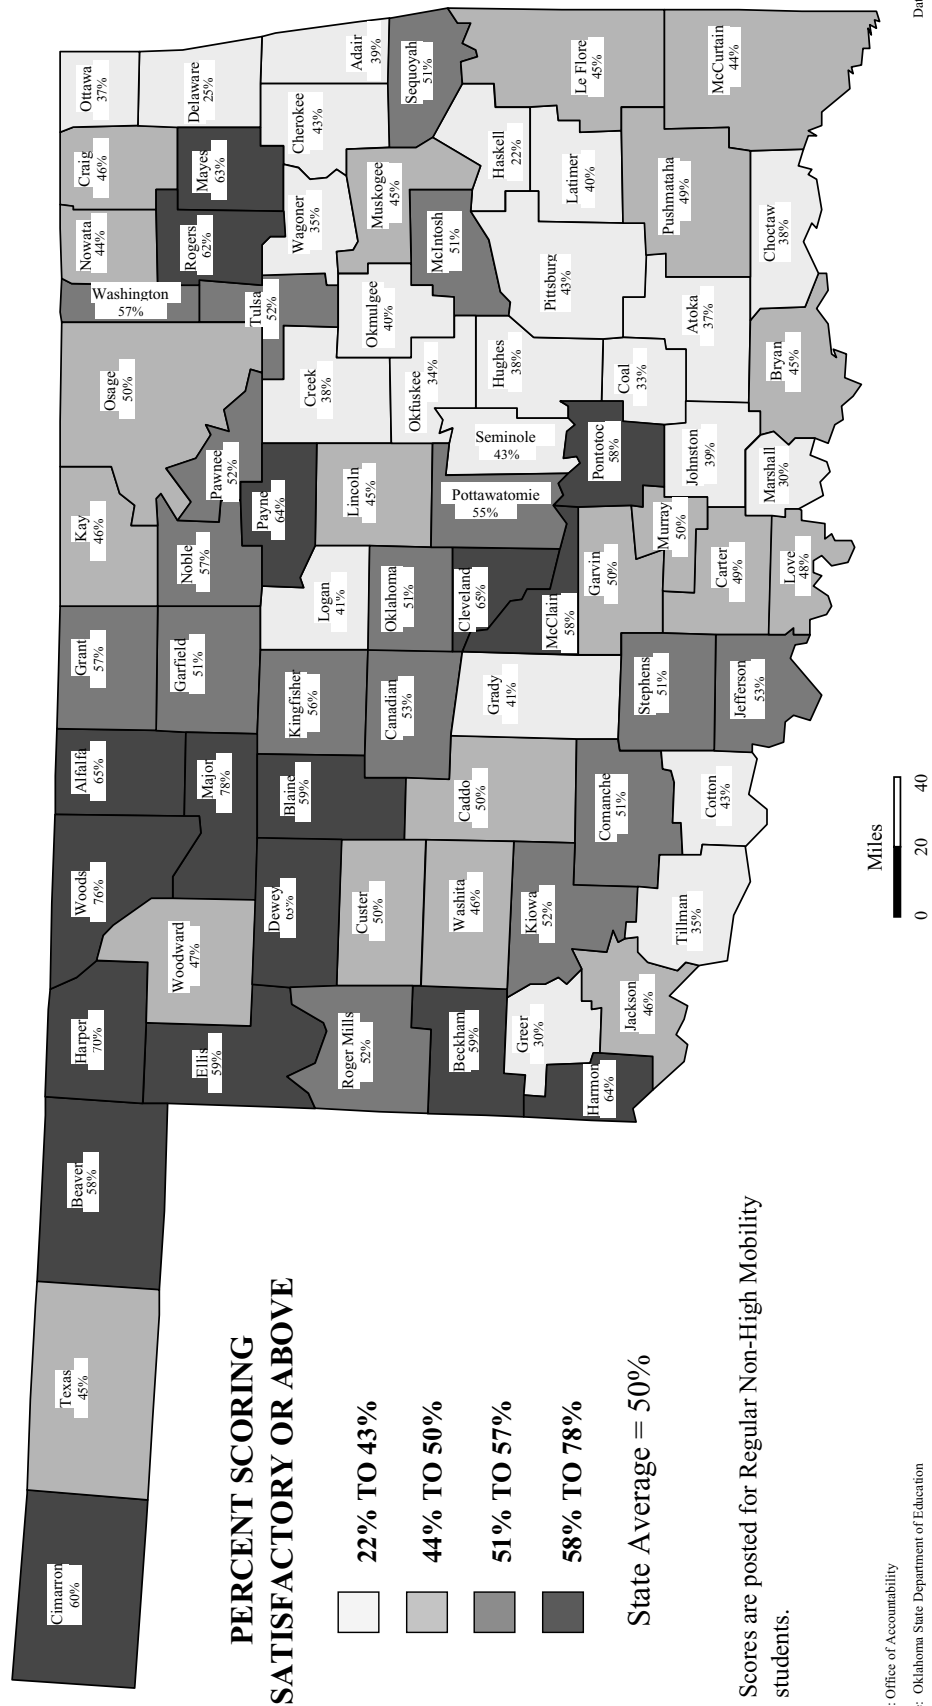 Cimarron
60%
Texas
45%
Beaver
58%
Harper
70%
Woods
76%
Alfalfa
65%
Grant
57%
Kay
46%
Osage
50%
Washington
57%
Nowata
44%
Craig
46%
Ottawa
37%
Ellis
59%
Woodward
47%
Major
78%
Garfield
51%
Noble
57%
Pawnee
52%
Rogers
62%
Mayes
63%
Delaware
25%
Roger Mills
52%
Dewey
63%
Blaine
59%
Kingfisher
56%
Logan
41%
Payne
64%
Creek
38%
Tulsa
52%
Wagoner
35%
Cherokee
43%
Adair
39%
Custer
50%
Canadian
53%
Oklahoma
51%
Lincoln
45%
Okfuskee
34%
Okmulgee
40%
Muskogee
45%
Sequoyah
51%
Beckham
59%
Washita
46%
Caddo
50%
Grady
41%
Cleveland
65%
McClain
58%
Pottawatomie
55%
Seminole
43%
Hughes
38%
McIntosh
51%
Haskell
22%
Greer
30%
Kiowa
52%
Comanche
51%
Stephens
51%
Garvin
50%
Pontotoc
58%
Coal
33%
Pittsburg
43%
Latimer
40%
Le Flore
45%
Harmon
64%
Jackson
46%
Tillman
35%
Cotton
43%
Jefferson
53%
Carter
49%
Murray
50%
Johnston
39%
Atoka
37%
Pushmataha
49%
McCurtain
44%
Love
48%
Marshall
30%
Bryan
45%
Choctaw
38%
PERCENT SCORING
SATISFACTORY OR ABOVE
22% TO 43%
44% TO 50%
51% TO 57%
58% TO 78%
State Average = 50%
Scores are posted for Regular Non-High Mobility
students.
Miles
0 20 40
: Office of Accountability
: Oklahoma State Department of Education
Dat